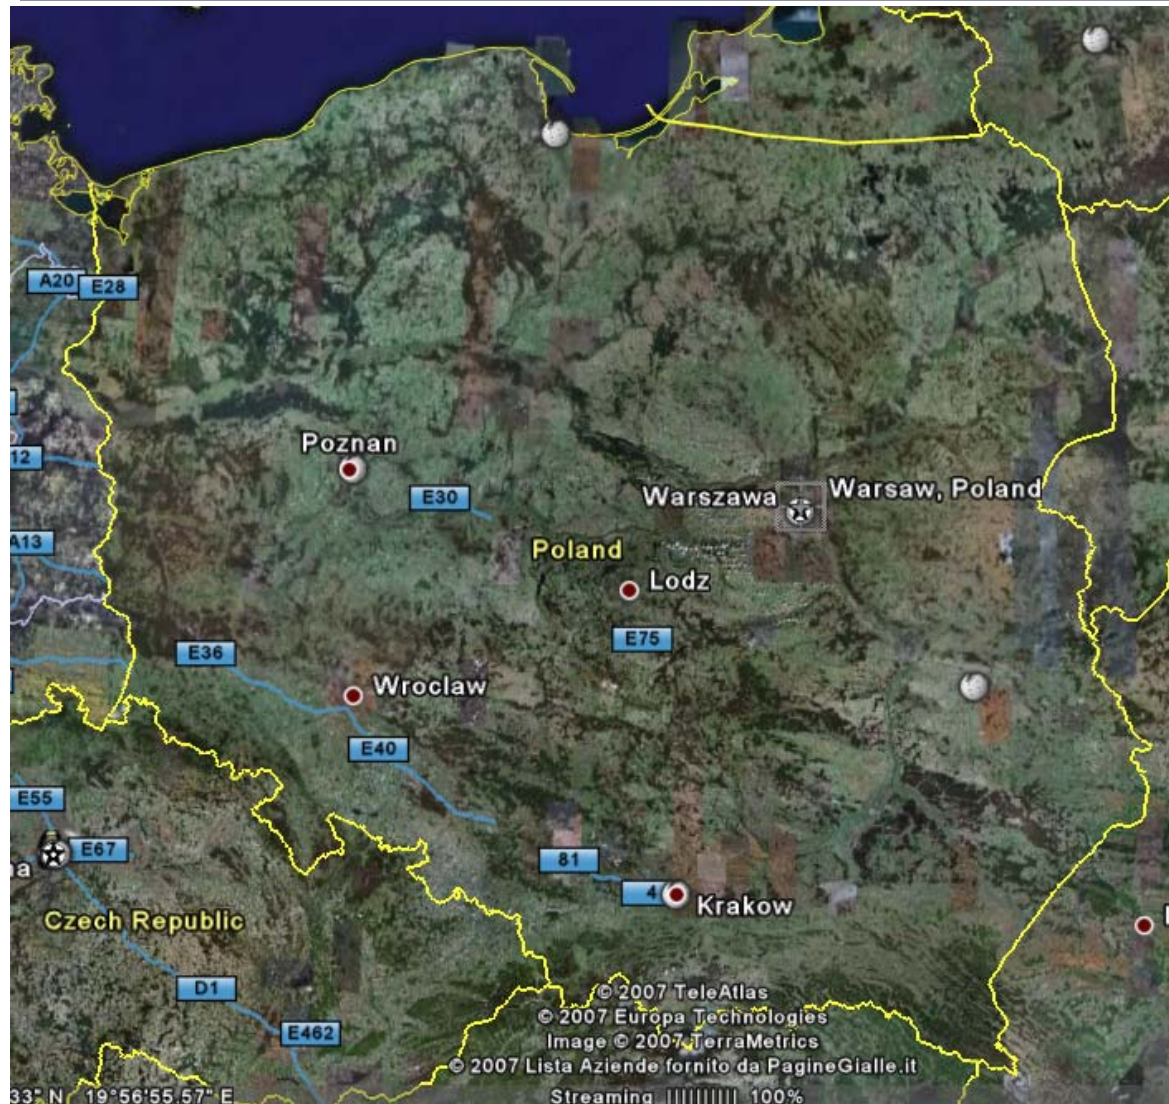 A20
E28
12
Poznan
E30
Warszawa
Warsaw, Poland
A13
Poland
Lodz
E75
E36
Wroclaw
E40
E55
E67
na
81
4
Krakow
Czech Republic
D1
E462
© 2007 TeleAtlas
© 2007 Europa Technologies
Image © 2007 TerraMetrics
© 2007 Lista Aziende fornito da PagineGialle.it
33" N 19°56'55.57" E
Streaming |||||||||| 100%